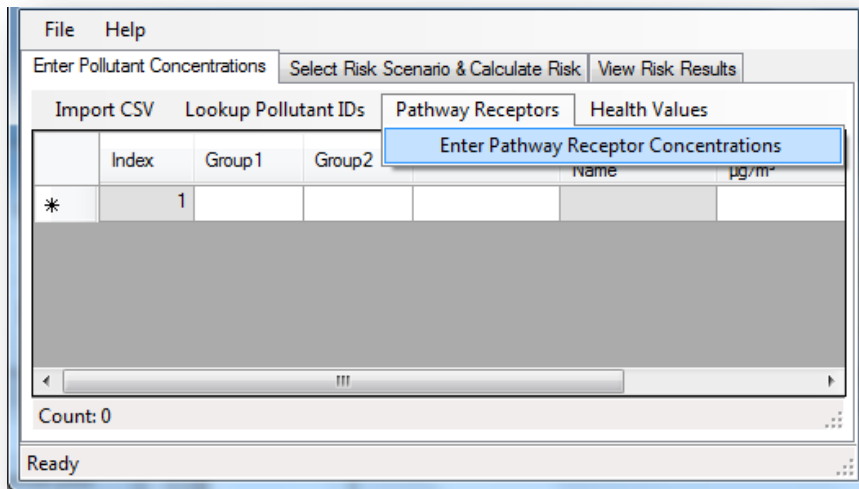 File Help
Enter Pollutant Concentrations Select Risk Scenario & Calculate Risk View Risk Results
Import CSV Lookup Pollutant IDs Pathway Receptors Health Values
Enter Pathway Receptor Concentrations
Index Group1 Group2 Name µg/m³
* 1
Count: 0
Ready